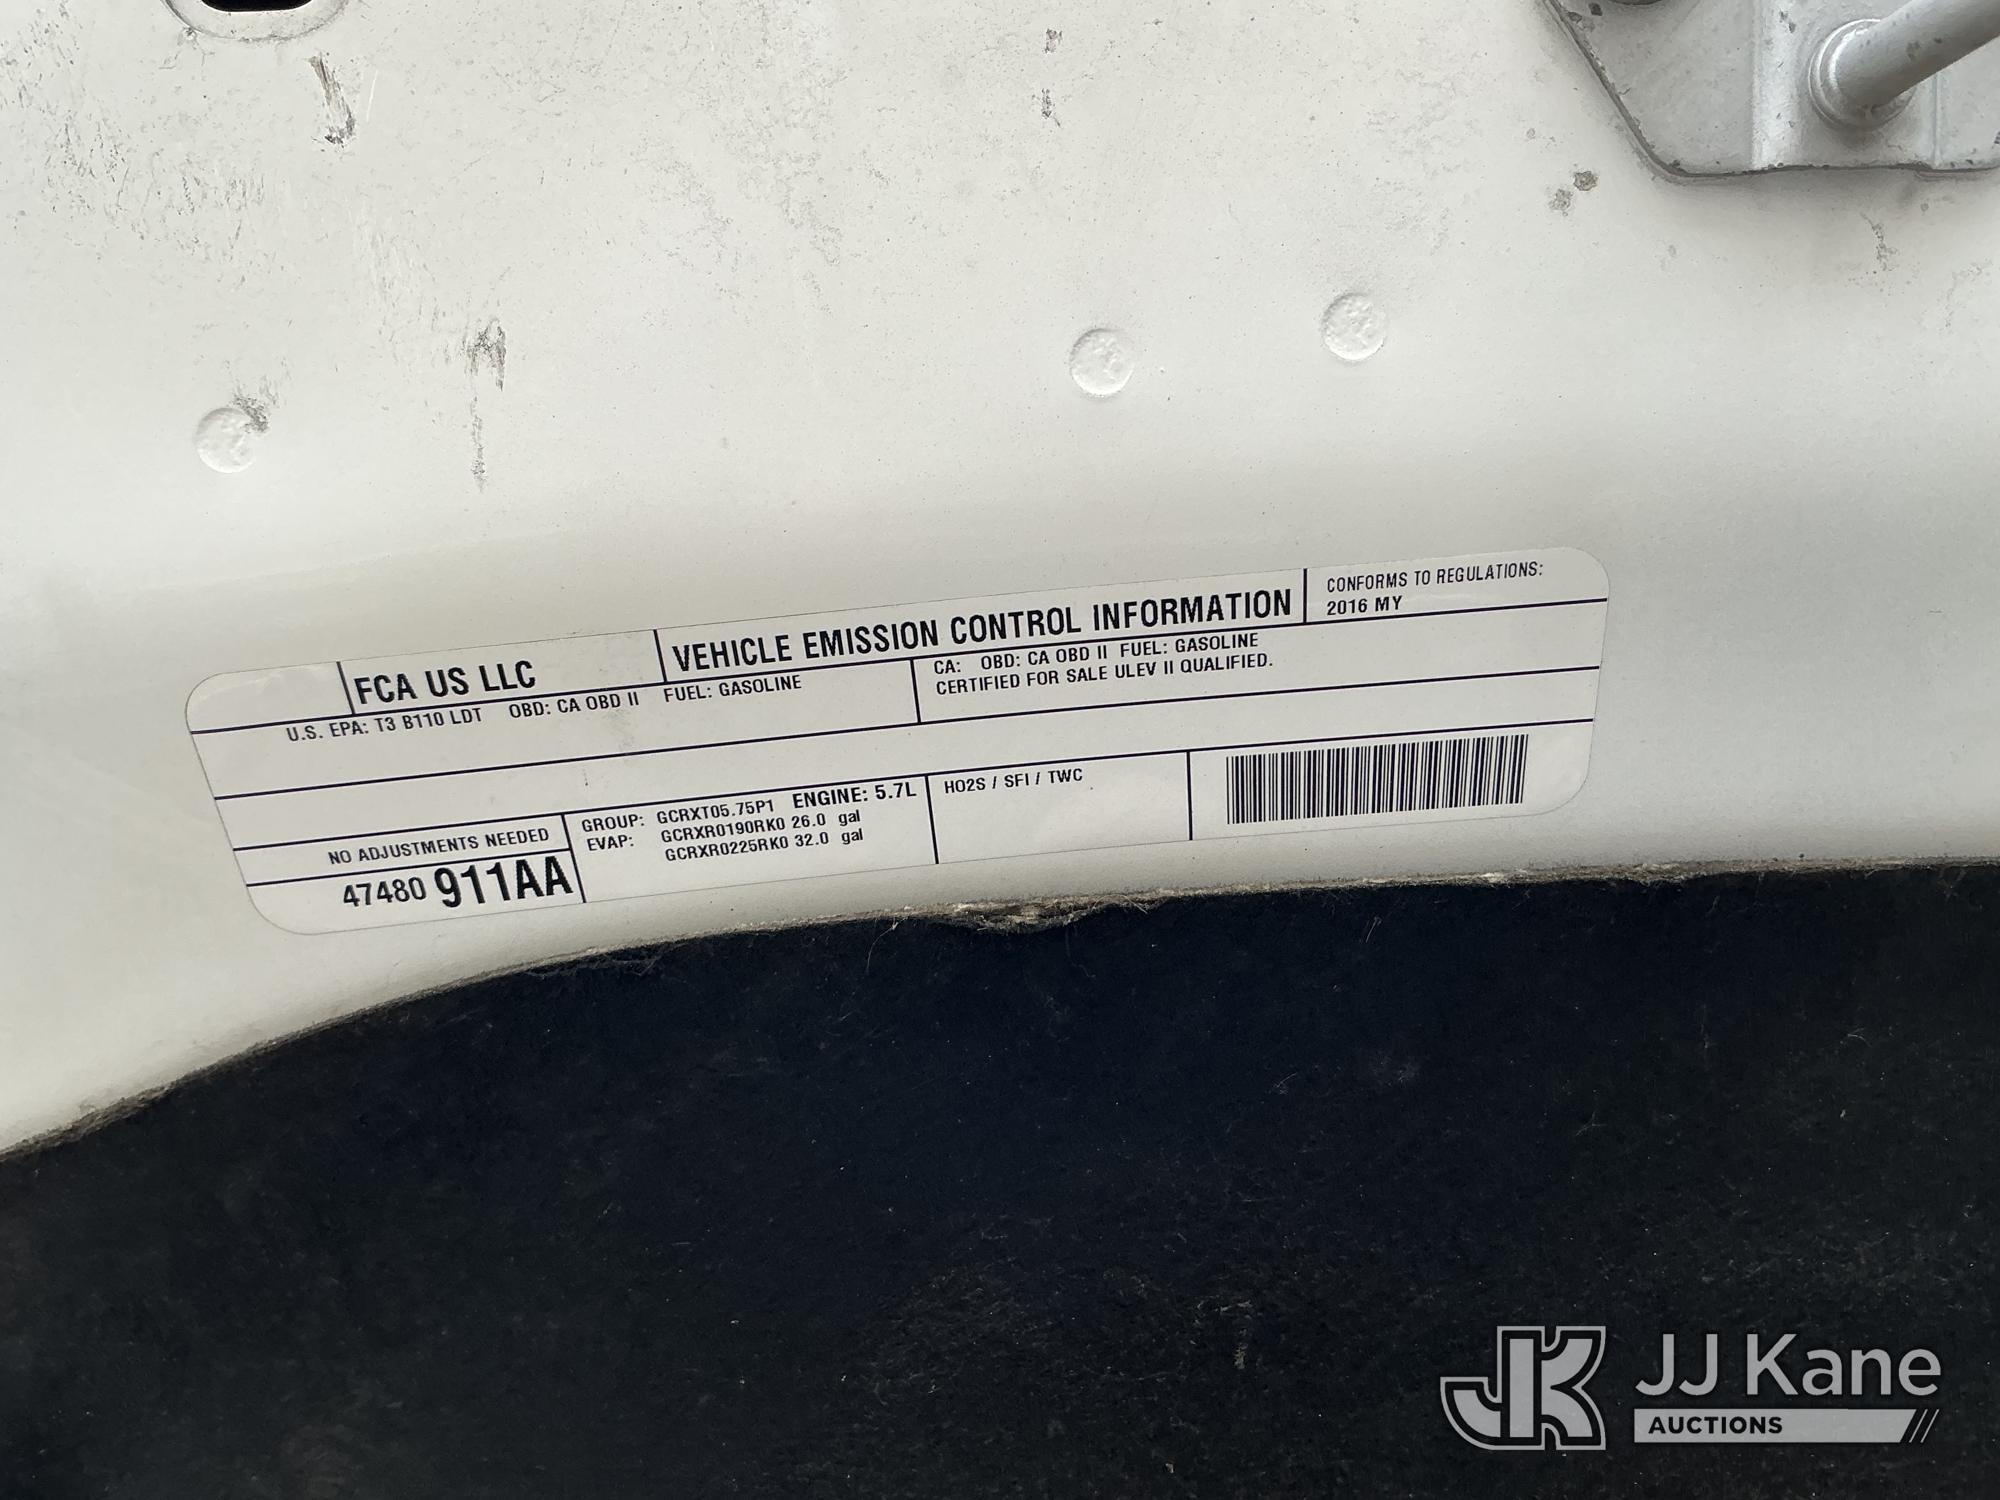 FCA US LLC
VEHICLE EMISSION CONTROL INFORMATION
CONFORMS TO REGULATIONS:
2016 MY
U.S. EPA: T3 B110 LDT OBD: CA OBD II FUEL: GASOLINE
CA: OBD: CA OBD II FUEL: GASOLINE
CERTIFIED FOR SALE ULEV II QUALIFIED.
NO ADJUSTMENTS NEEDED
47480 911AA
GROUP: GCRXT05.75P1 ENGINE: 5.7L
EVAP: GCRXR0190RK0 26.0 gal
GCRXR0225RK0 32.0 gal
HO2S / SFI / TWC
JK JJ Kane
AUCTIONS